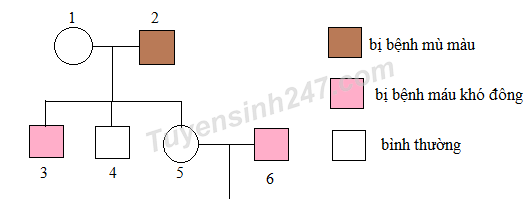 1 2
bị bệnh mù màu
bị bệnh máu khó đông
bình thường
3 4 5 6
Tuyensinh247.com